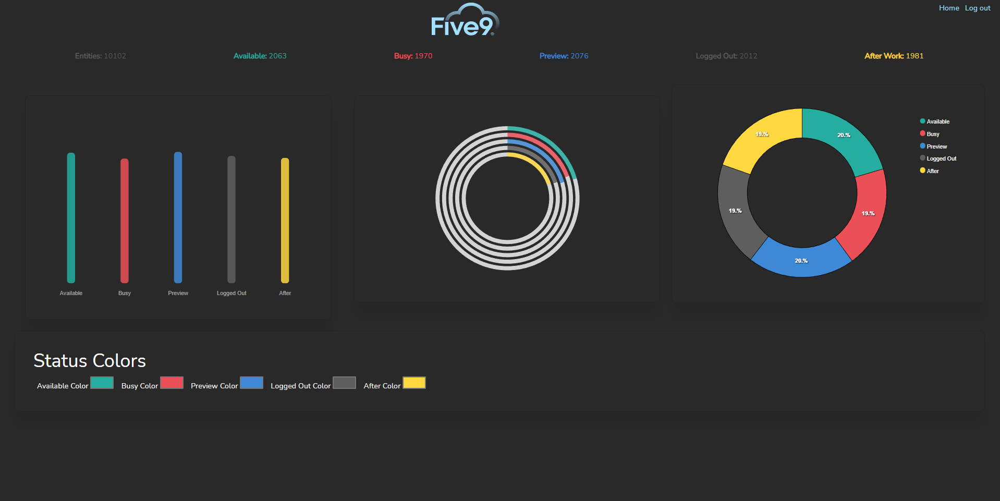 Home Log out
Five9®
Entities: 10102 Available: 2063 Busy: 1970 Preview: 2076 Logged Out: 2012 After Work: 1981
Available Busy Preview Logged Out After
19.% 20.%
19.% 19.%
20.%
Available
Busy
Preview
Logged Out
After
Status Colors
Available Color Busy Color Preview Color Logged Out Color After Color